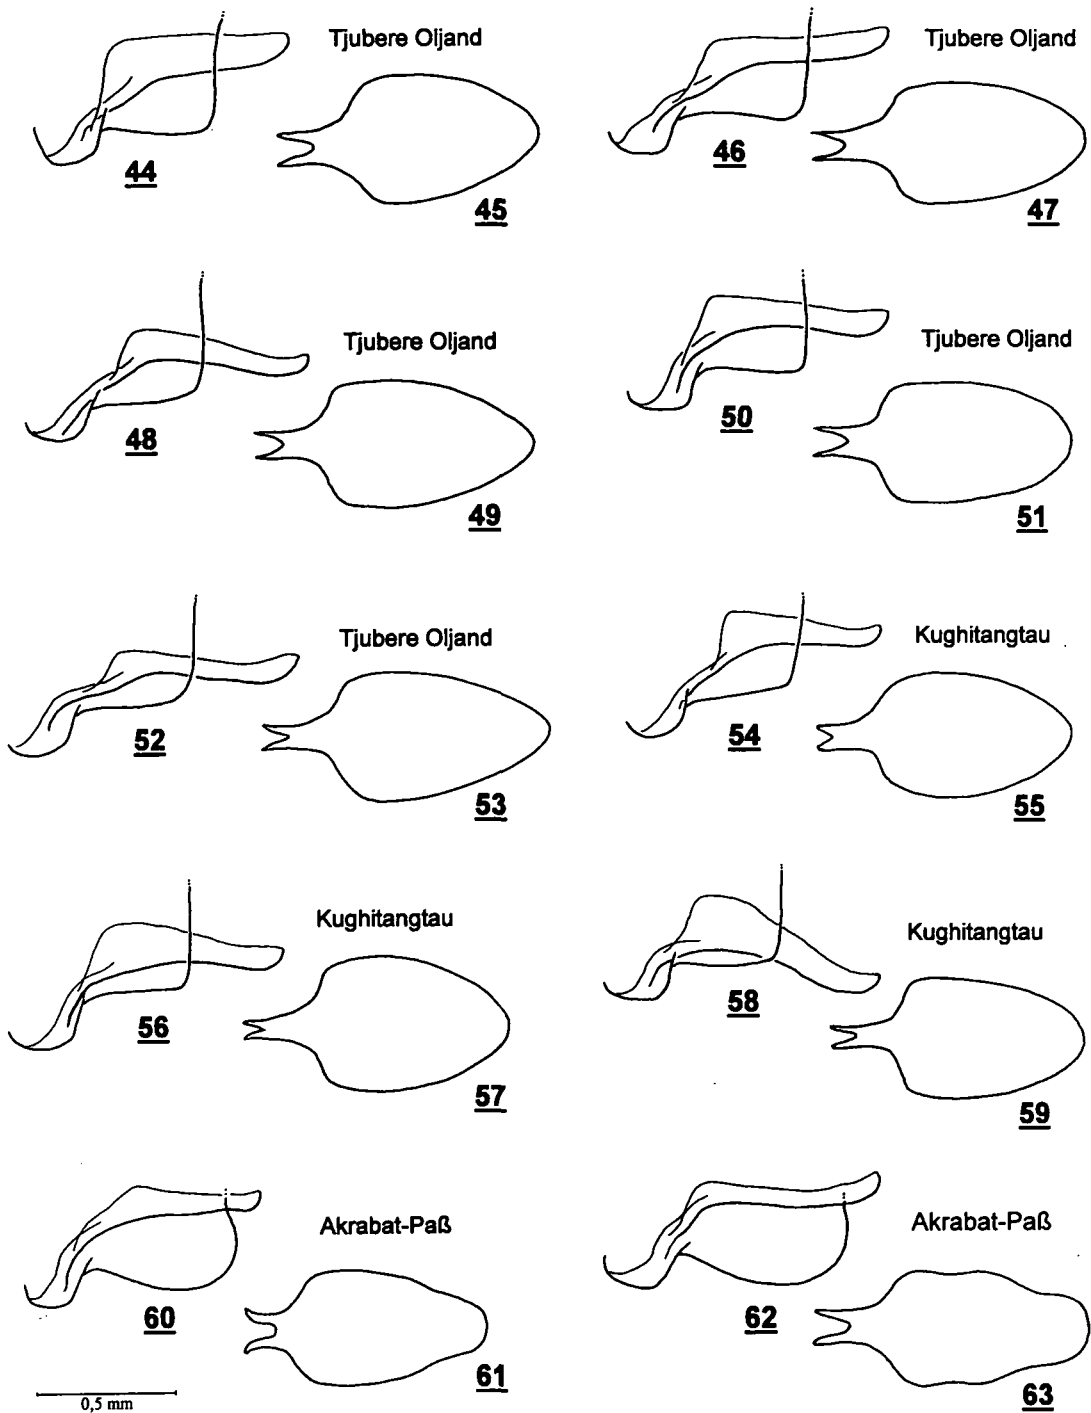 Tjubere Oljand
Tjubere Oljand
44
46
45
47
Tjubere Oljand
Tjubere Oljand
48
50
49
51
Tjubere Oljand
Kughitangtau
52
54
53
55
Kughitangtau
Kughitangtau
56
58
57
59
Akrabat-Paß
Akrabat-Paß
60
62
61
63
0,5 mm